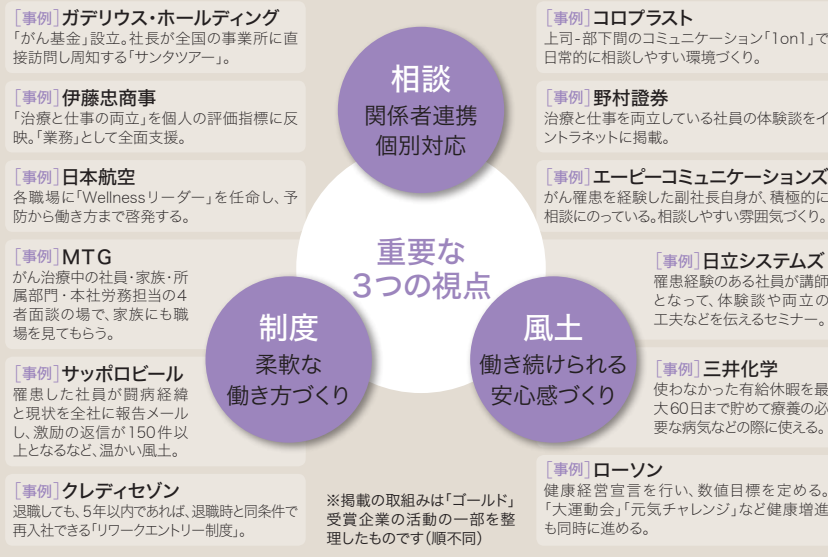 ［事例］ガデリウス・ホールディング
「がん基金」設立。社長が全国の事業所に直
接訪問し周知する「サンタツアー」。
［事例］伊藤忠商事
「治療と仕事の両立」を個人の評価指標に反
映。「業務」として全面支援。
［事例］日本航空
各職場に「Wellnessリーダー」を任命し、予
防から働き方まで啓発する。
［事例］MTG
がん治療中の社員・家族・所
属部門・本社労務担当の4
者面談の場で、家族にも職
場を見てもらう。
［事例］サッポロビール
罹患した社員が闘病経緯
と現状を全社に報告メール
し、激励の返信が150件以
上となるなど、温かい風土。
［事例］クレディセゾン
退職しても、5年以内であれば、退職時と同条件で
再入社できる「リワークエントリー制度」。
相談
関係者連携
個別対応
重要な
3つの視点
制度
柔軟な
働き方づくり
風土
働き続けられる
安心感づくり
※掲載の取組みは「ゴールド」
受賞企業の活動の一部を整
理したものです（順不同）
［事例］コロプラスト
上司-部下間のコミュニケーション「1on1」で
日常的に相談しやすい環境づくり。
［事例］野村證券
治療と仕事を両立している社員の体験談をイ
ントラネットに掲載。
［事例］エーピーコミュニケーションズ
がん罹患を経験した副社長自身が、積極的に
相談にのっている。相談しやすい雰囲気づくり。
［事例］日立システムズ
罹患経験のある社員が講師
となって、体験談や両立の
工夫などを伝えるセミナー。
［事例］三井化学
使わなかった有給休暇を最
大60日まで貯めて療養の必
要な病気などの際に使える。
［事例］ローソン
健康経営宣言を行い、数値目標を定める。
「大運動会」「元気チャレンジ」など健康増進
も同時に進める。